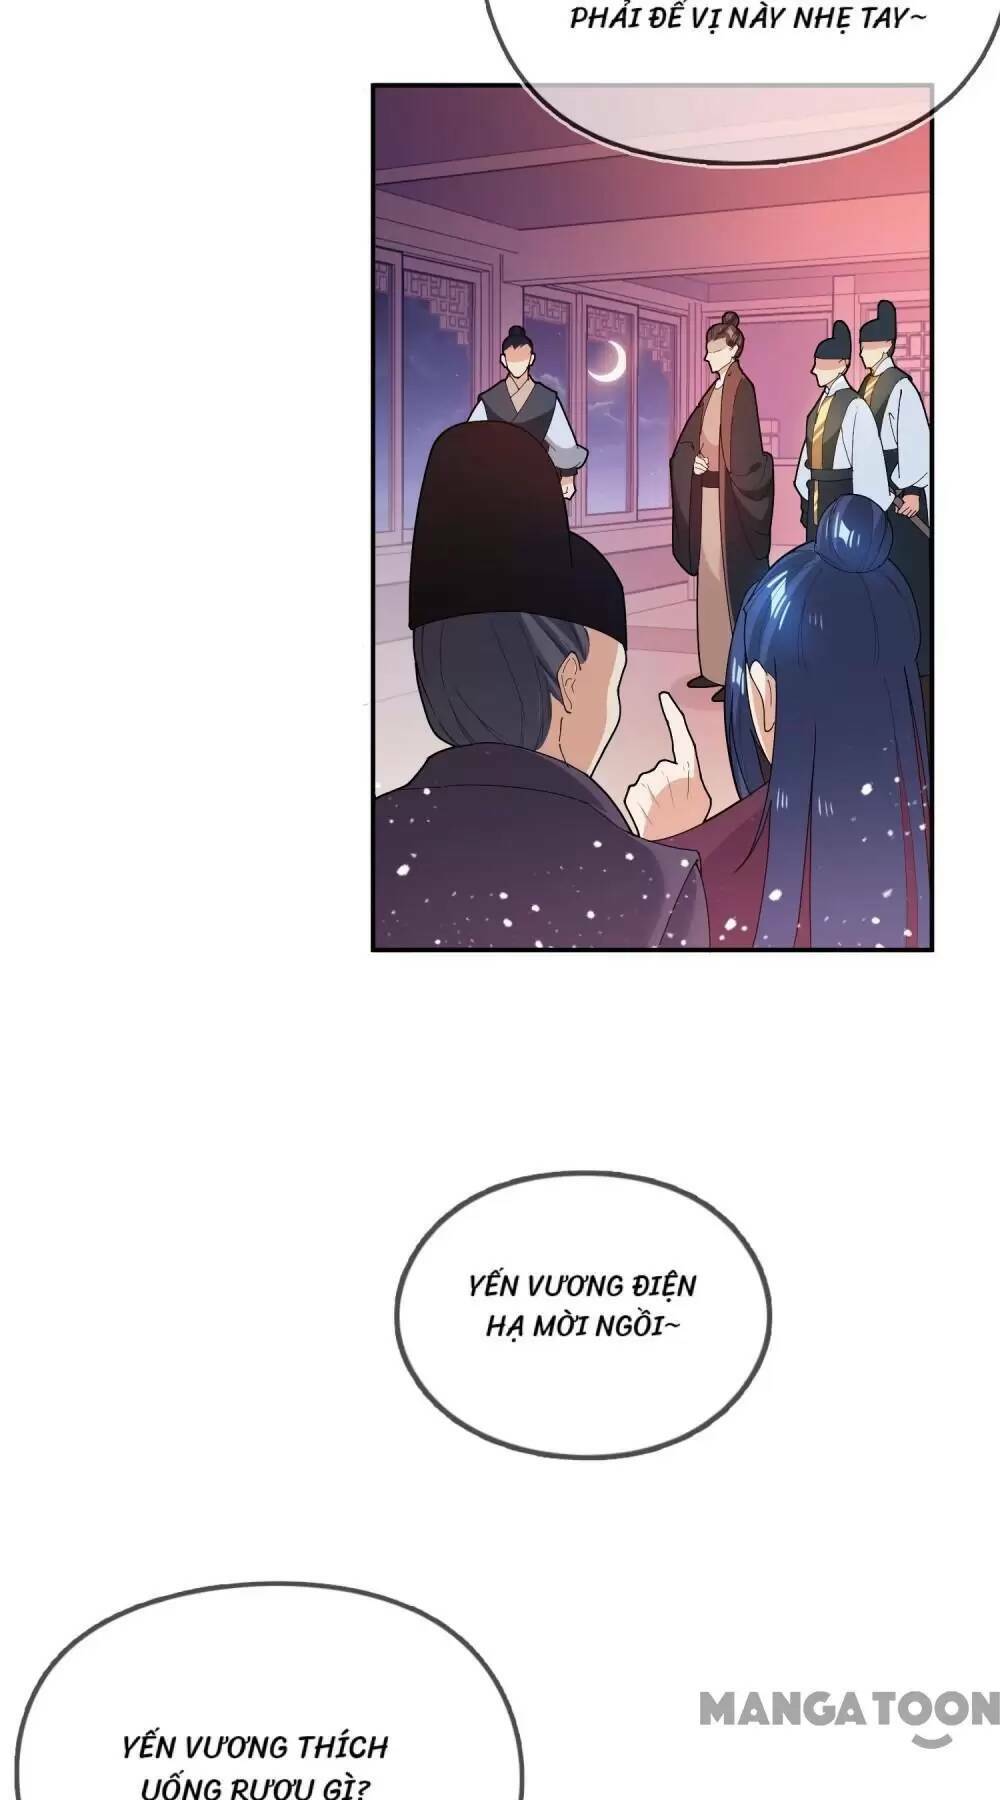 PHẢI ĐỂ VỊ NÀY NHẸ TAY~
YẾN VƯƠNG ĐIỆN
HẠ MỜI NGỒI~
MANGATOON
YẾN VƯƠNG THÍCH
UỐNG RƯỢU GÌ?